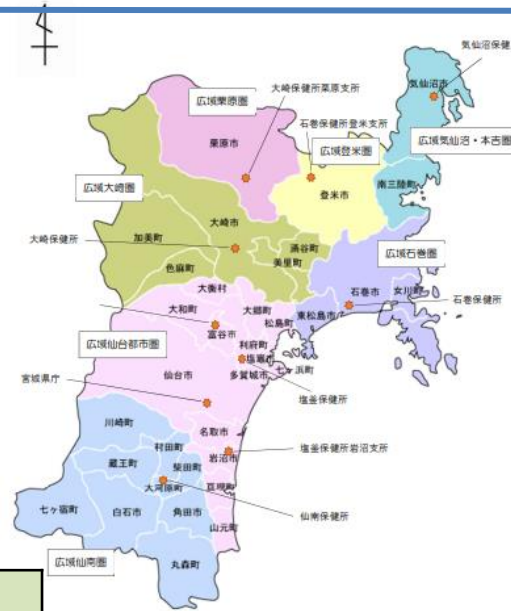 気仙沼保健
大崎保健所栗原支所
気仙沼市
広域栗原圏
石巻保健所登米支所
広域気仙沼・本吉圏
栗原市
広域登米圏
南三陸町
登米市
広域大崎圏
大崎市
加美町
涌谷町
大崎保健所
美里町
広域石巻圏
色麻町
大衡村
石巻市
女川町
大和町
大郷町
石巻保健所
東松島市
松島町
富谷市
利府町
広域仙台都市圏
塩竈市
七ヶ浜町
仙台市
多賀城市
宮城県庁
塩釜保健所
川崎町
名取市
村田町
岩沼市
塩釜保健所岩沼支所
蔵王町
柴田町
大河原町
亘理町
七ヶ宿町
白石市
角田市
仙南保健所
山元町
広域仙南圏
丸森町